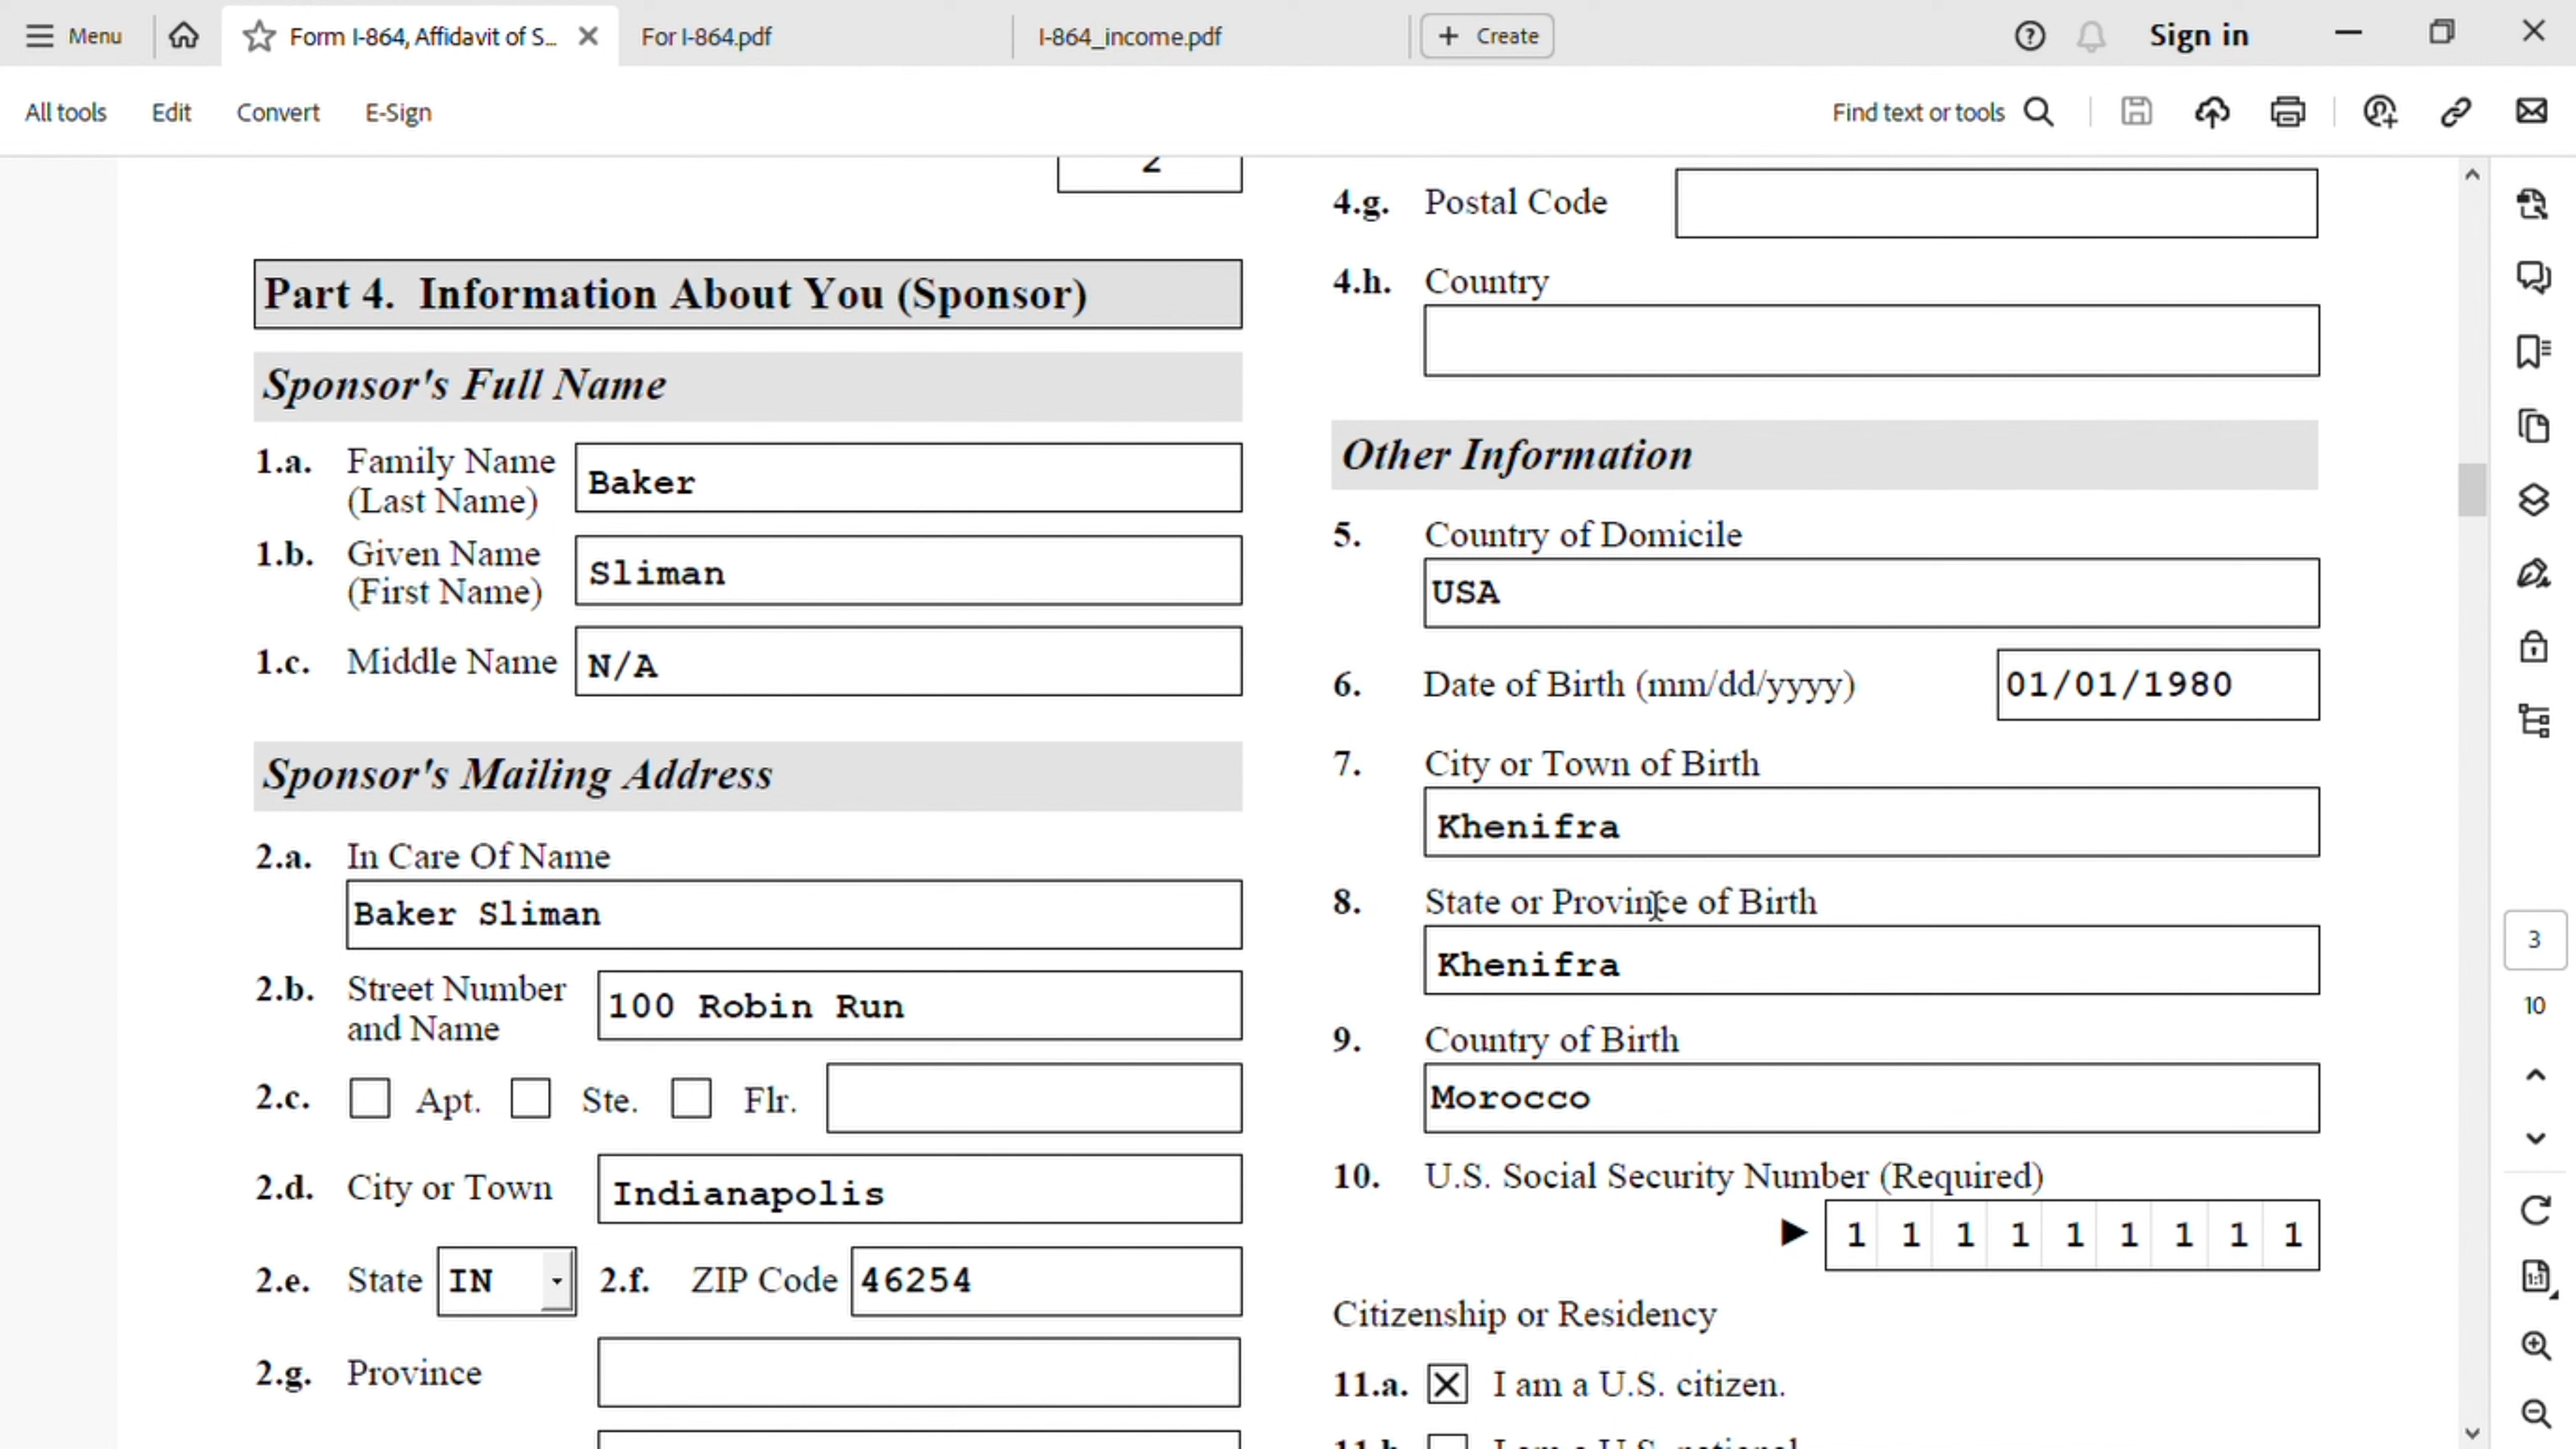 Menu
Form I-864, Affidavit of S...
For I-864.pdf
I-864_income.pdf
+ Create
Sign in
All tools
Edit
Convert
E-Sign
Find text or tools
2
Part 4. Information About You (Sponsor)
Sponsor's Full Name
1.a. Family Name (Last Name) Baker
1.b. Given Name (First Name) Sliman
1.c. Middle Name N/A
Sponsor's Mailing Address
2.a. In Care Of Name
Baker Sliman
2.b. Street Number and Name 100 Robin Run
2.c. Apt. Ste. Flr.
2.d. City or Town Indianapolis
2.e. State IN 2.f. ZIP Code 46254
2.g. Province
4.g. Postal Code
4.h. Country
Other Information
5. Country of Domicile
USA
6. Date of Birth (mm/dd/yyyy) 01/01/1980
7. City or Town of Birth
Khenifra
8. State or Province of Birth
Khenifra
9. Country of Birth
Morocco
10. U.S. Social Security Number (Required)
1 1 1 1 1 1 1 1 1
Citizenship or Residency
11.a. X I am a U.S. citizen.
3
10
1:1